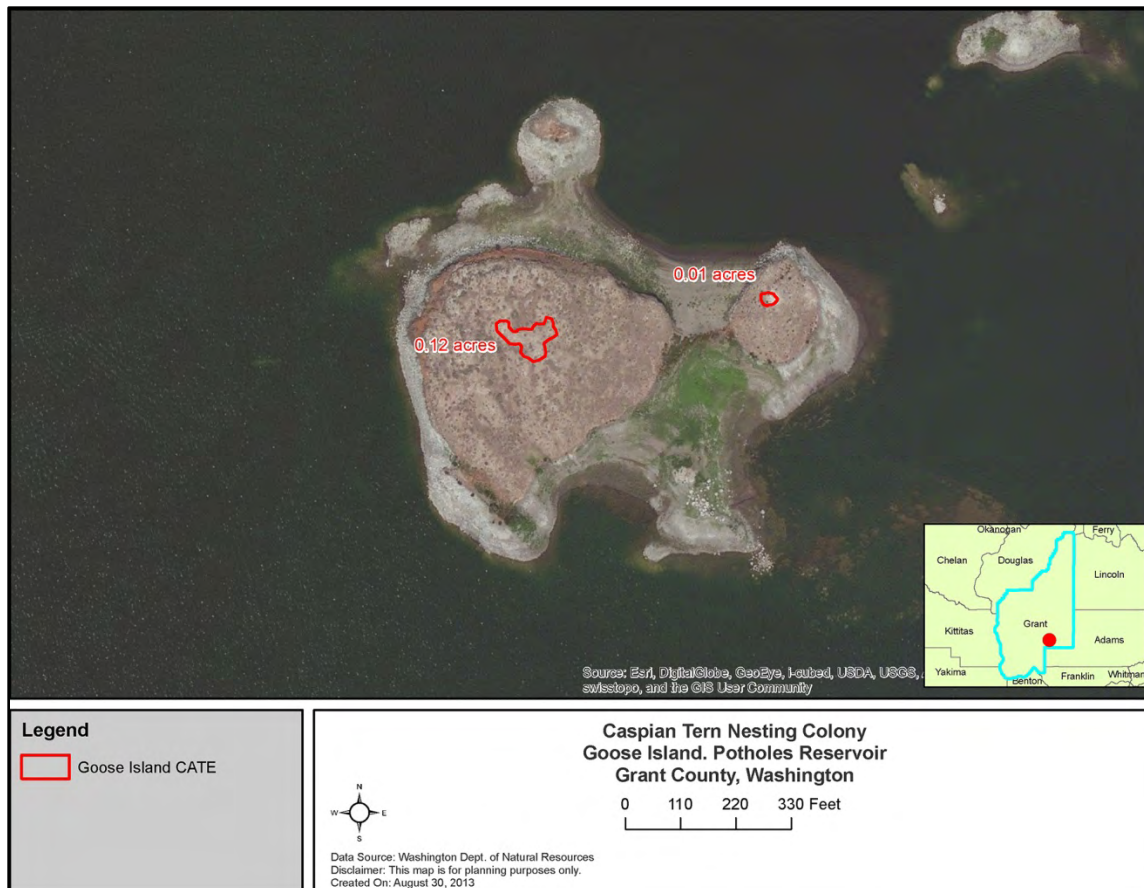 0.01 acres
0.12 acres
Okanogan
Ferry
Chelan
Douglas
Lincoln
Grant
Kittitas
Adams
Yakima
Benton
Franklin
Whitman
Source: Esri, DigitalGlobe, GeoEye, i-cubed, USDA, USGS,
swisstopo, and the GIS User Community
Legend
Goose Island CATE
Caspian Tern Nesting Colony
Goose Island. Potholes Reservoir
Grant County, Washington
0 110 220 330 Feet
N
W E
S
Data Source: Washington Dept. of Natural Resources
Disclaimer: This map is for planning purposes only.
Created On: August 30, 2013